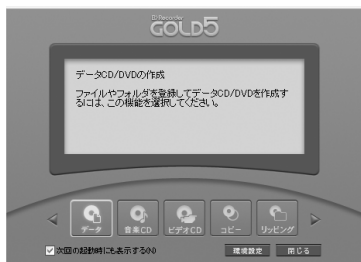 B's Recorder
GOLD5
データCD/DVDの作成
ファイルやフォルダを登録してデータCD/DVDを作成す
るには、この機能を選択してください。
データ
音楽CD
ビデオCD
コピー
リッピング
次回の起動時にも表示する(N)
環境設定
閉じる